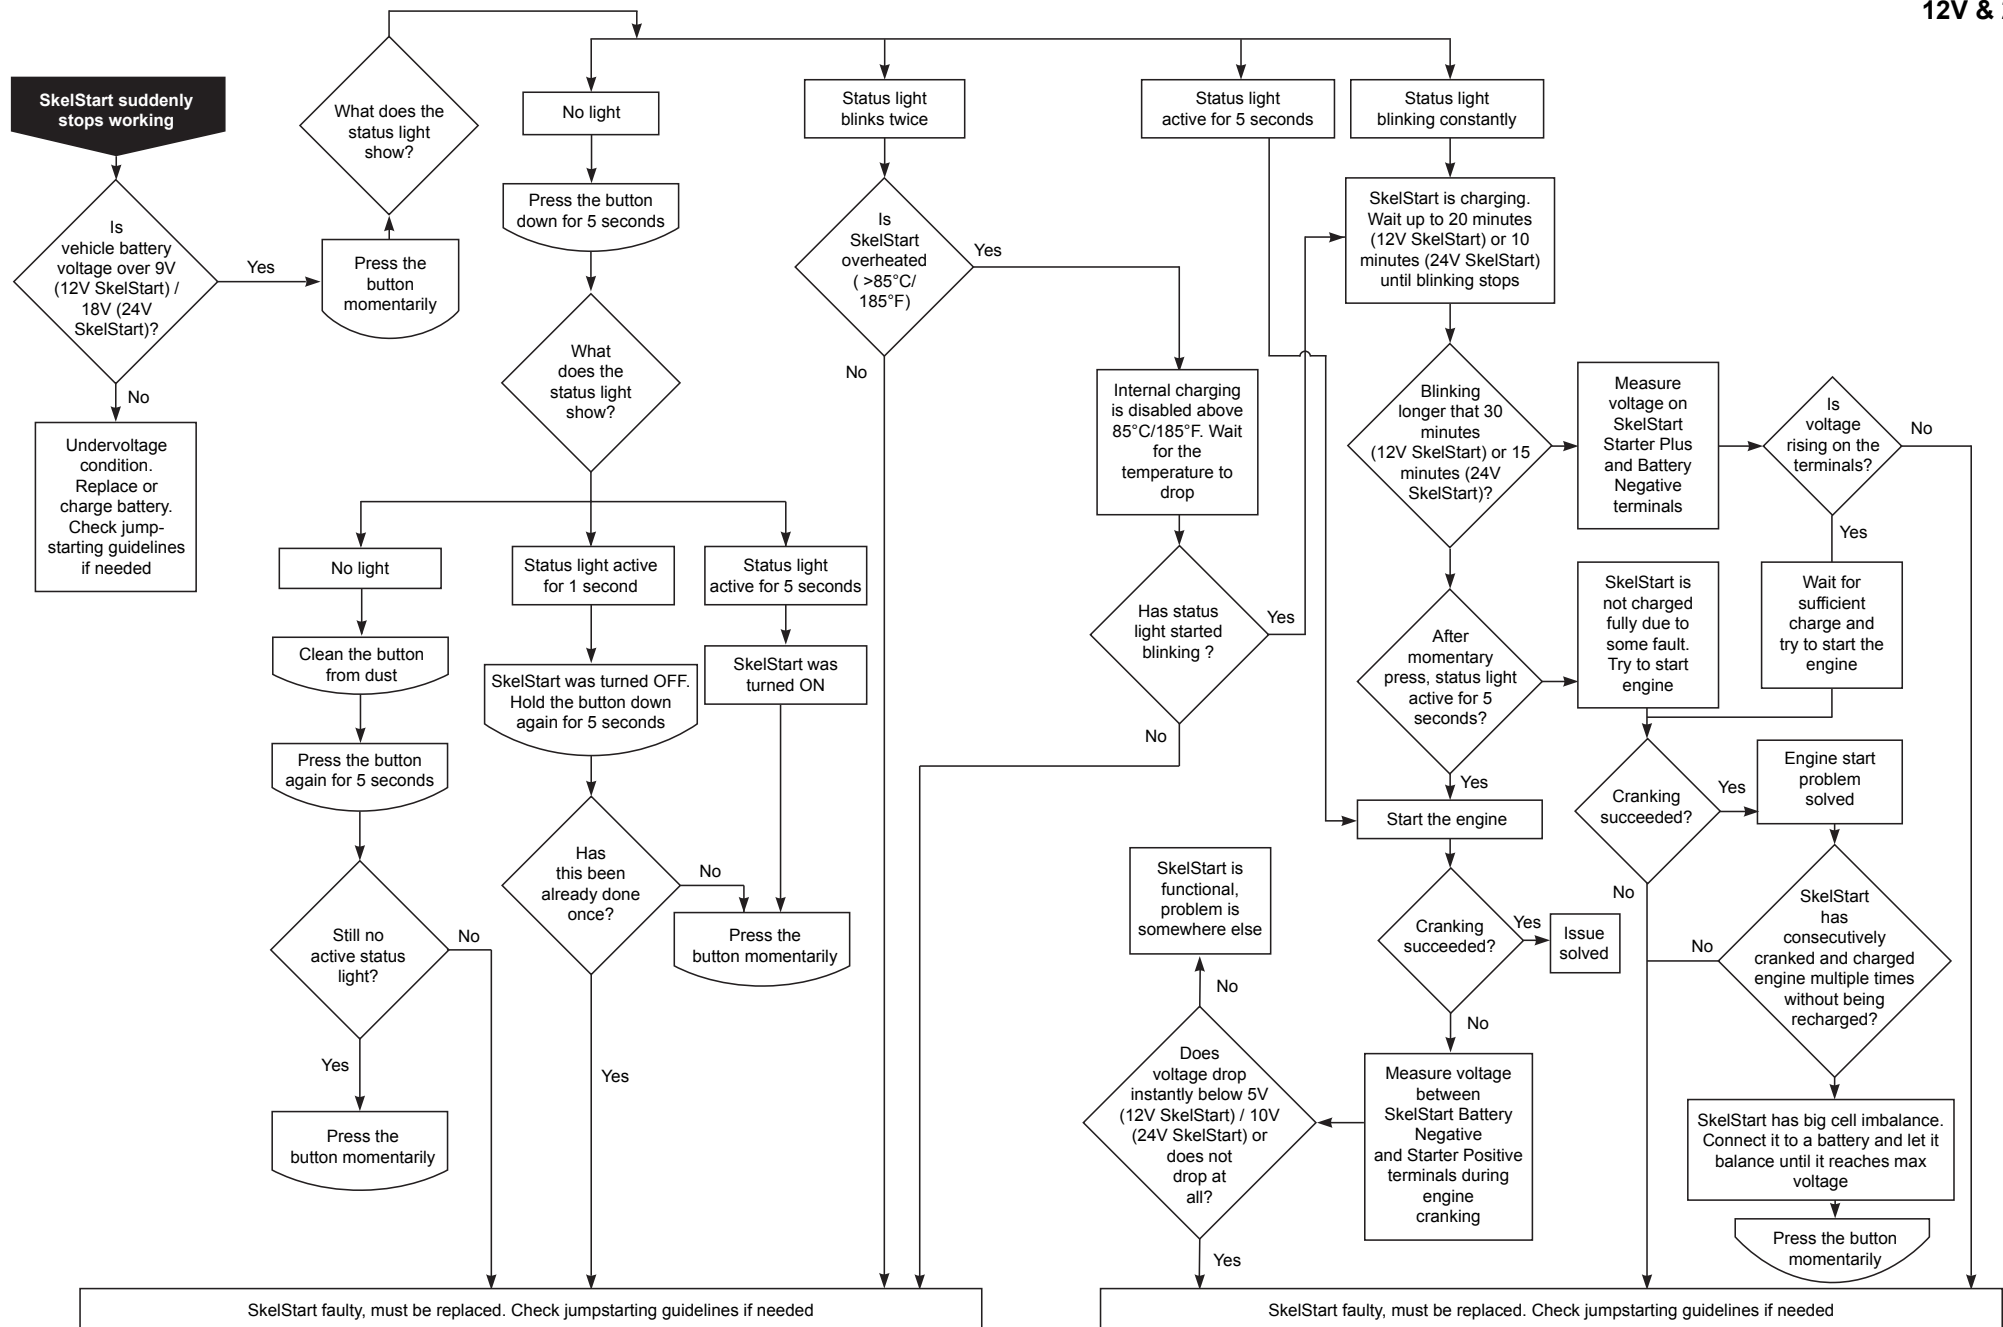 12V &
SkelStart suddenly
stops working
Is
vehicle battery
voltage over 9V
(12V SkelStart) /
18V (24V
SkelStart)?
Yes
No
Undervoltage
condition.
Replace or
charge battery.
Check jump-
starting guidelines
if needed
Press the
button
momentarily
What does the
status light
show?
No light
Press the button
down for 5 seconds
What
does the
status light
show?
No light
Clean the button
from dust
Press the button
again for 5 seconds
Still no
active status
light?
No
Yes
Press the
button momentarily
Status light active
for 1 second
SkelStart was turned OFF.
Hold the button down
again for 5 seconds
Has
this been
already done
once?
No
Yes
Status light
active for 5 seconds
SkelStart was
turned ON
Press the
button momentarily
Status light
blinks twice
Is
SkelStart
overheated
( >85°C/
185°F)
Yes
No
Internal charging
is disabled above
85°C/185°F. Wait
for the
temperature to
drop
Has status
light started
blinking ?
Yes
No
Status light
active for 5 seconds
Status light
blinking constantly
SkelStart is charging.
Wait up to 20 minutes
(12V SkelStart) or 10
minutes (24V SkelStart)
until blinking stops
Blinking
longer that 30
minutes
(12V SkelStart) or 15
minutes (24V
SkelStart)?
Measure
voltage on
SkelStart
Starter Plus
and Battery
Negative
terminals
Is
voltage
rising on the
terminals?
No
Yes
Wait for
sufficient
charge and
try to start the
engine
After
momentary
press, status light
active for 5
seconds?
Yes
SkelStart is
not charged
fully due to
some fault.
Try to start
engine
Cranking
succeeded?
Yes
No
Engine start
problem
solved
SkelStart
has
consecutively
cranked and charged
engine multiple times
without being
recharged?
No
SkelStart has big cell imbalance.
Connect it to a battery and let it
balance until it reaches max
voltage
Press the button
momentarily
Start the engine
Cranking
succeeded?
Yes
Issue
solved
No
Measure voltage
between
SkelStart Battery
Negative
and Starter Positive
terminals during
engine
cranking
Does
voltage drop
instantly below 5V
(12V SkelStart) / 10V
(24V SkelStart) or
does not
drop at
all?
No
SkelStart is
functional,
problem is
somewhere else
Yes
SkelStart faulty, must be replaced. Check jumpstarting guidelines if needed
SkelStart faulty, must be replaced. Check jumpstarting guidelines if needed